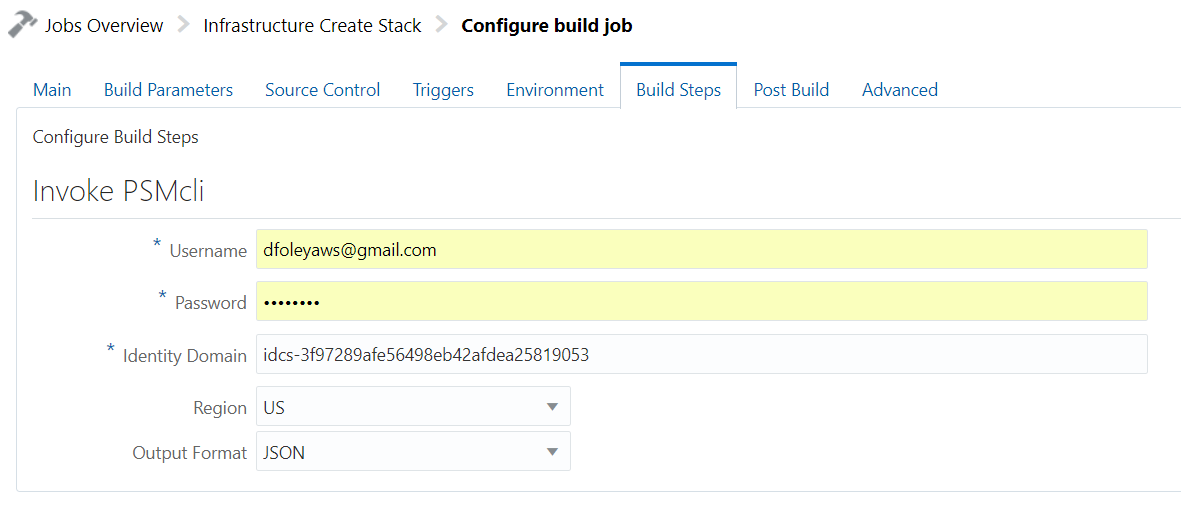 Jobs Overview Infrastructure Create Stack Configure build job
Main Build Parameters Source Control Triggers Environment Build Steps Post Build Advanced
Configure Build Steps
Invoke PSMcli
* Username dfoleyaws@gmail.com
* Password ••••••••
* Identity Domain idcs-3f97289afe56498eb42afdea25819053
Region US
Output Format JSON